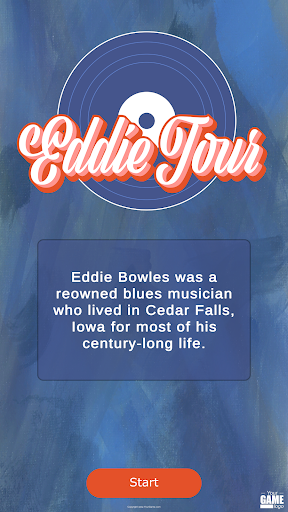 Eddie Tour
Eddie Bowles was a
reowned blues musician
who lived in Cedar Falls,
Iowa for most of his
century-long life.
Start
Your
GAME
logo